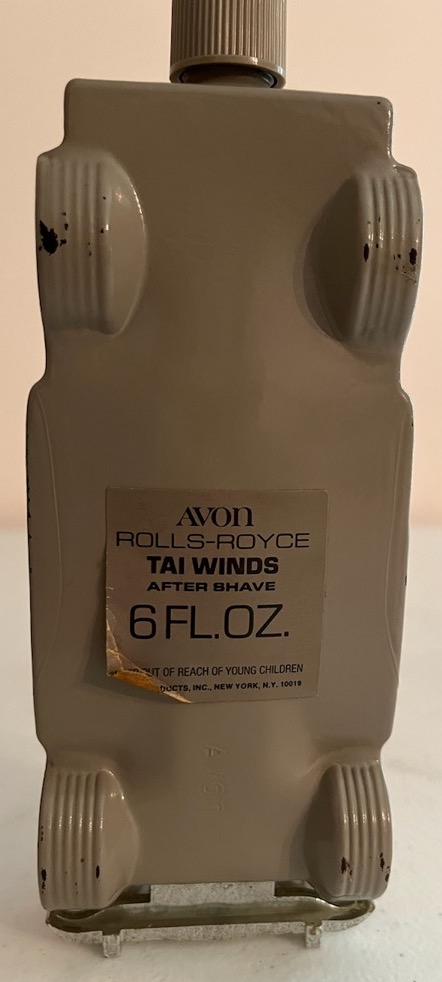 AVON
ROLLS-ROYCE
TAI WINDS
AFTER SHAVE
6 FL.OZ.
OUT OF REACH OF YOUNG CHILDREN
INC., NEW YORK, N.Y. 10019
AVON